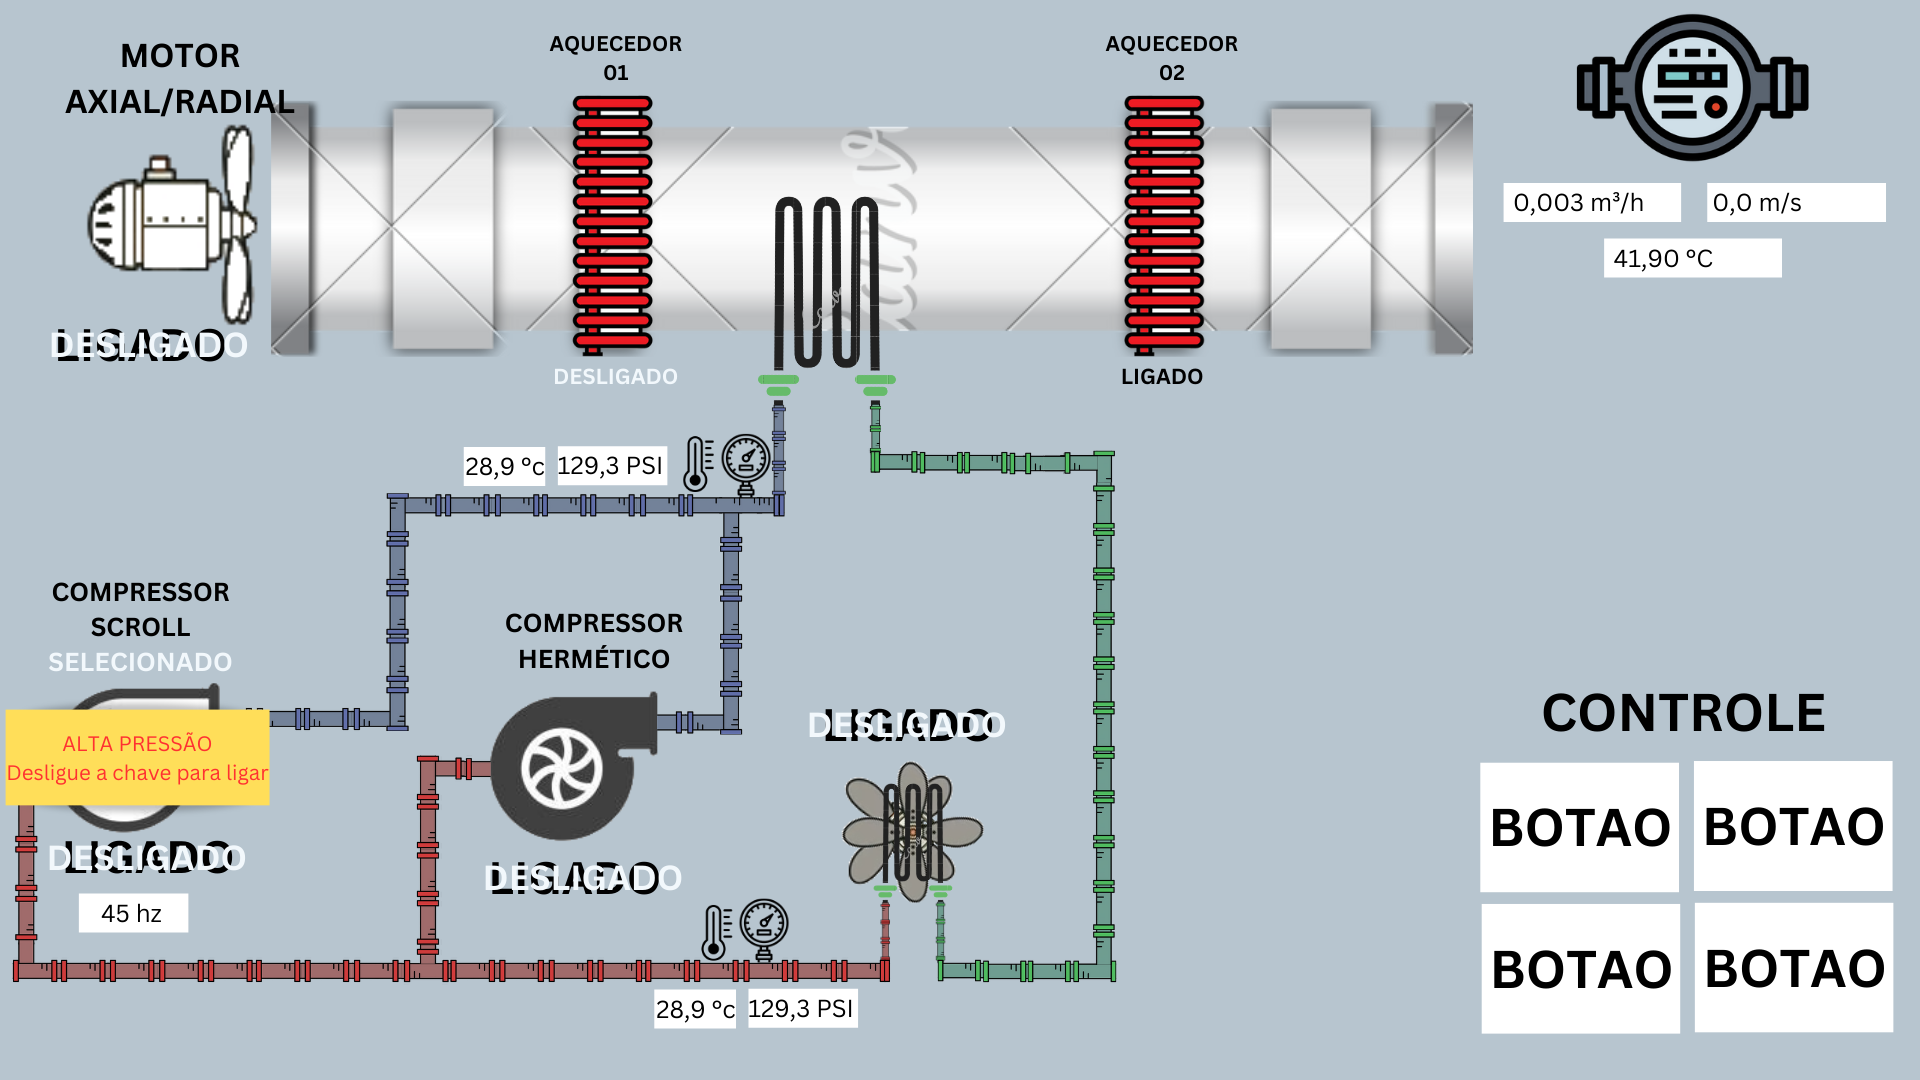 MOTOR
AXIAL/RADIAL
LIGADO
DESLIGADO
AQUECEDOR
01
DESLIGADO
AQUECEDOR
02
LIGADO
0,003 m³/h
0,0 m/s
41,90 °C
28,9 °c
129,3 PSI
COMPRESSOR
SCROLL
SELECIONADO
ALTA PRESSÃO
Desligue a chave para ligar
LIGADO
DESLIGADO
45 hz
COMPRESSOR
HERMÉTICO
LIGADO
DESLIGADO
LIGADO
DESLIGADO
28,9 °c
129,3 PSI
CONTROLE
BOTAO
BOTAO
BOTAO
BOTAO